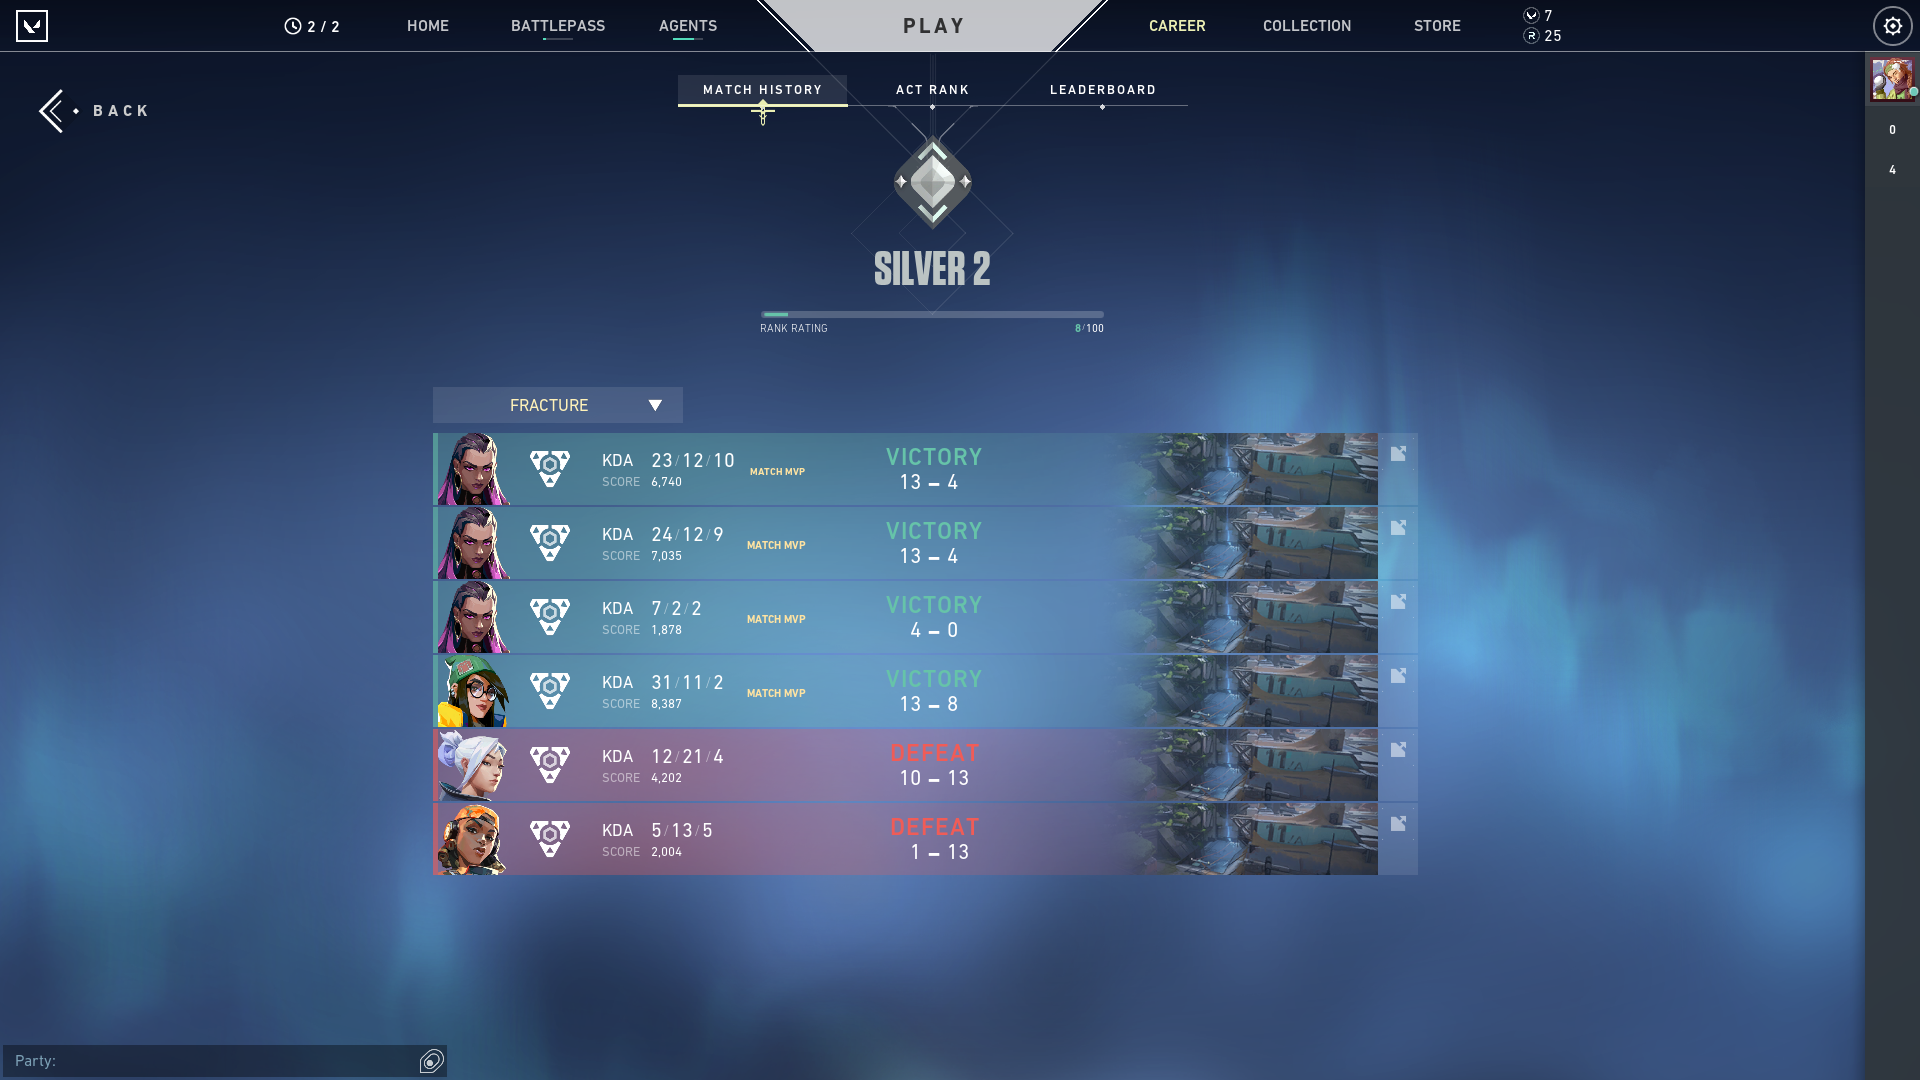 2 / 2
HOME
BATTLEPASS
AGENTS
PLAY
CAREER
COLLECTION
STORE
7
25
BACK
MATCH HISTORY
ACT RANK
LEADERBOARD
0
4
SILVER 2
RANK RATING
8/100
FRACTURE
KDA 23/12/10
SCORE 6,740
MATCH MVP
VICTORY
13 – 4
KDA 24/12/9
SCORE 7,035
MATCH MVP
VICTORY
13 – 4
KDA 7/2/2
SCORE 1,878
MATCH MVP
VICTORY
4 – 0
KDA 31/11/2
SCORE 8,387
MATCH MVP
VICTORY
13 – 8
KDA 12/21/4
SCORE 4,202
DEFEAT
10 – 13
KDA 5/13/5
SCORE 2,004
DEFEAT
1 – 13
Party: